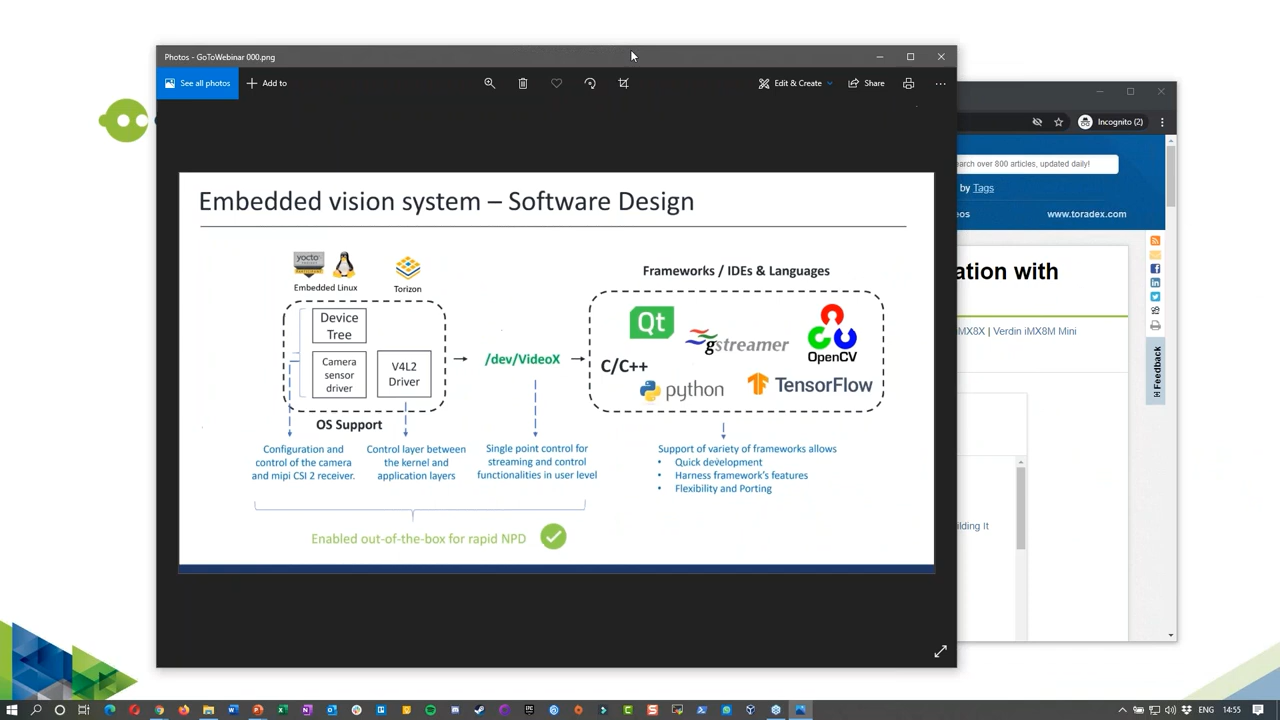 Photos - GoToWebinar 000.png
See all photos
Add to
Edit & Create
Share
Incognito (2)
earch over 800 articles, updated daily!
by Tags
eos
www.toradex.com
ation with
iMX8X | Verdin iMX8M Mini
Feedback
ilding It
Embedded vision system – Software Design
yocto
Embedded Linux
Torizon
Device
Tree
Camera
sensor
driver
V4L2
Driver
OS Support
/dev/VideoX
Frameworks / IDEs & Languages
Qt
gstreamer
OpenCV
C/C++
python
TensorFlow
Configuration and
control of the camera
and mipi CSI 2 receiver.
Control layer between
the kernel and
application layers
Single point control for
streaming and control
functionalities in user level
Support of variety of frameworks allows
• Quick development
• Harness framework's features
• Flexibility and Porting
Enabled out-of-the-box for rapid NPD
14:55